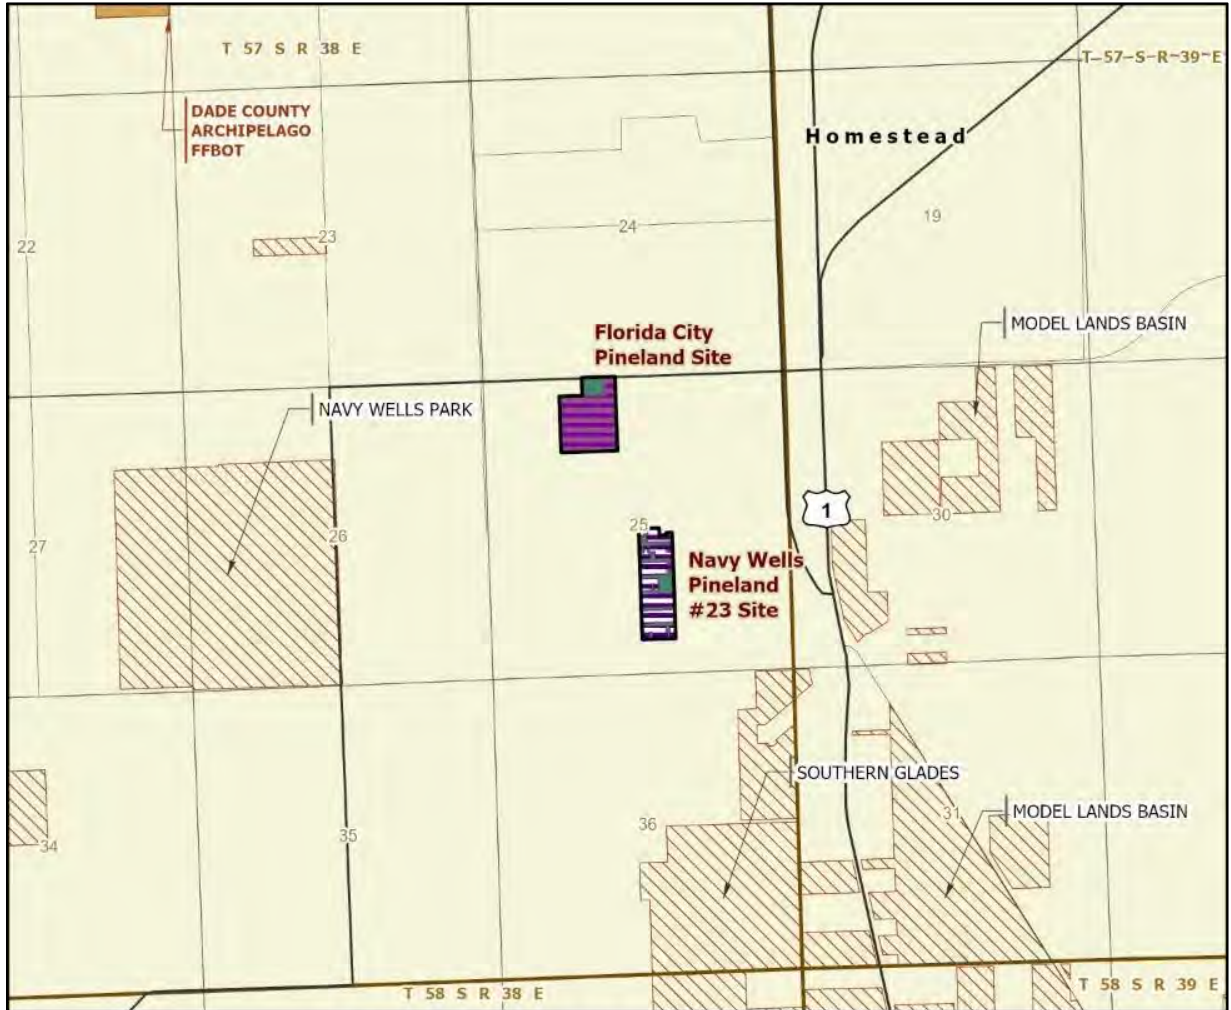 T 57 S R 38 E
T 57 S R 39 E
DADE COUNTY
ARCHIPELAGO
FFBOT
Homestead
19
24
23
22
Florida City
Pineland Site
MODEL LANDS BASIN
NAVY WELLS PARK
1
30
25
26
27
Navy Wells
Pineland
#23 Site
SOUTHERN GLADES
MODEL LANDS BASIN
31
36
35
34
T 58 S R 38 E
T 58 S R 39 E